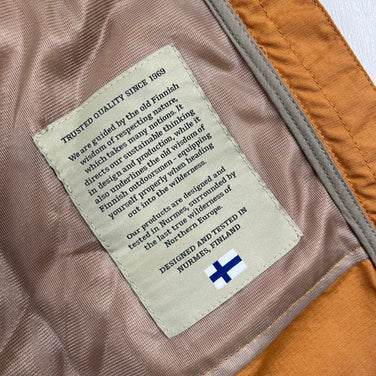 TRUSTED QUALITY SINCE 1969
We are guided by the old Finnish
wisdom of respecting nature,
which takes many notions. It
directs our sustainable thinking
in design and production, while it
also underlines the old wisdom of
Finnish outdoorsmen - equipping
yourself properly when heading
out into the wilderness.
Our products are designed and
tested in Nurmes, surrounded by
the last true wilderness of
Northern Europe.
DESIGNED AND TESTED IN
NURMES, FINLAND